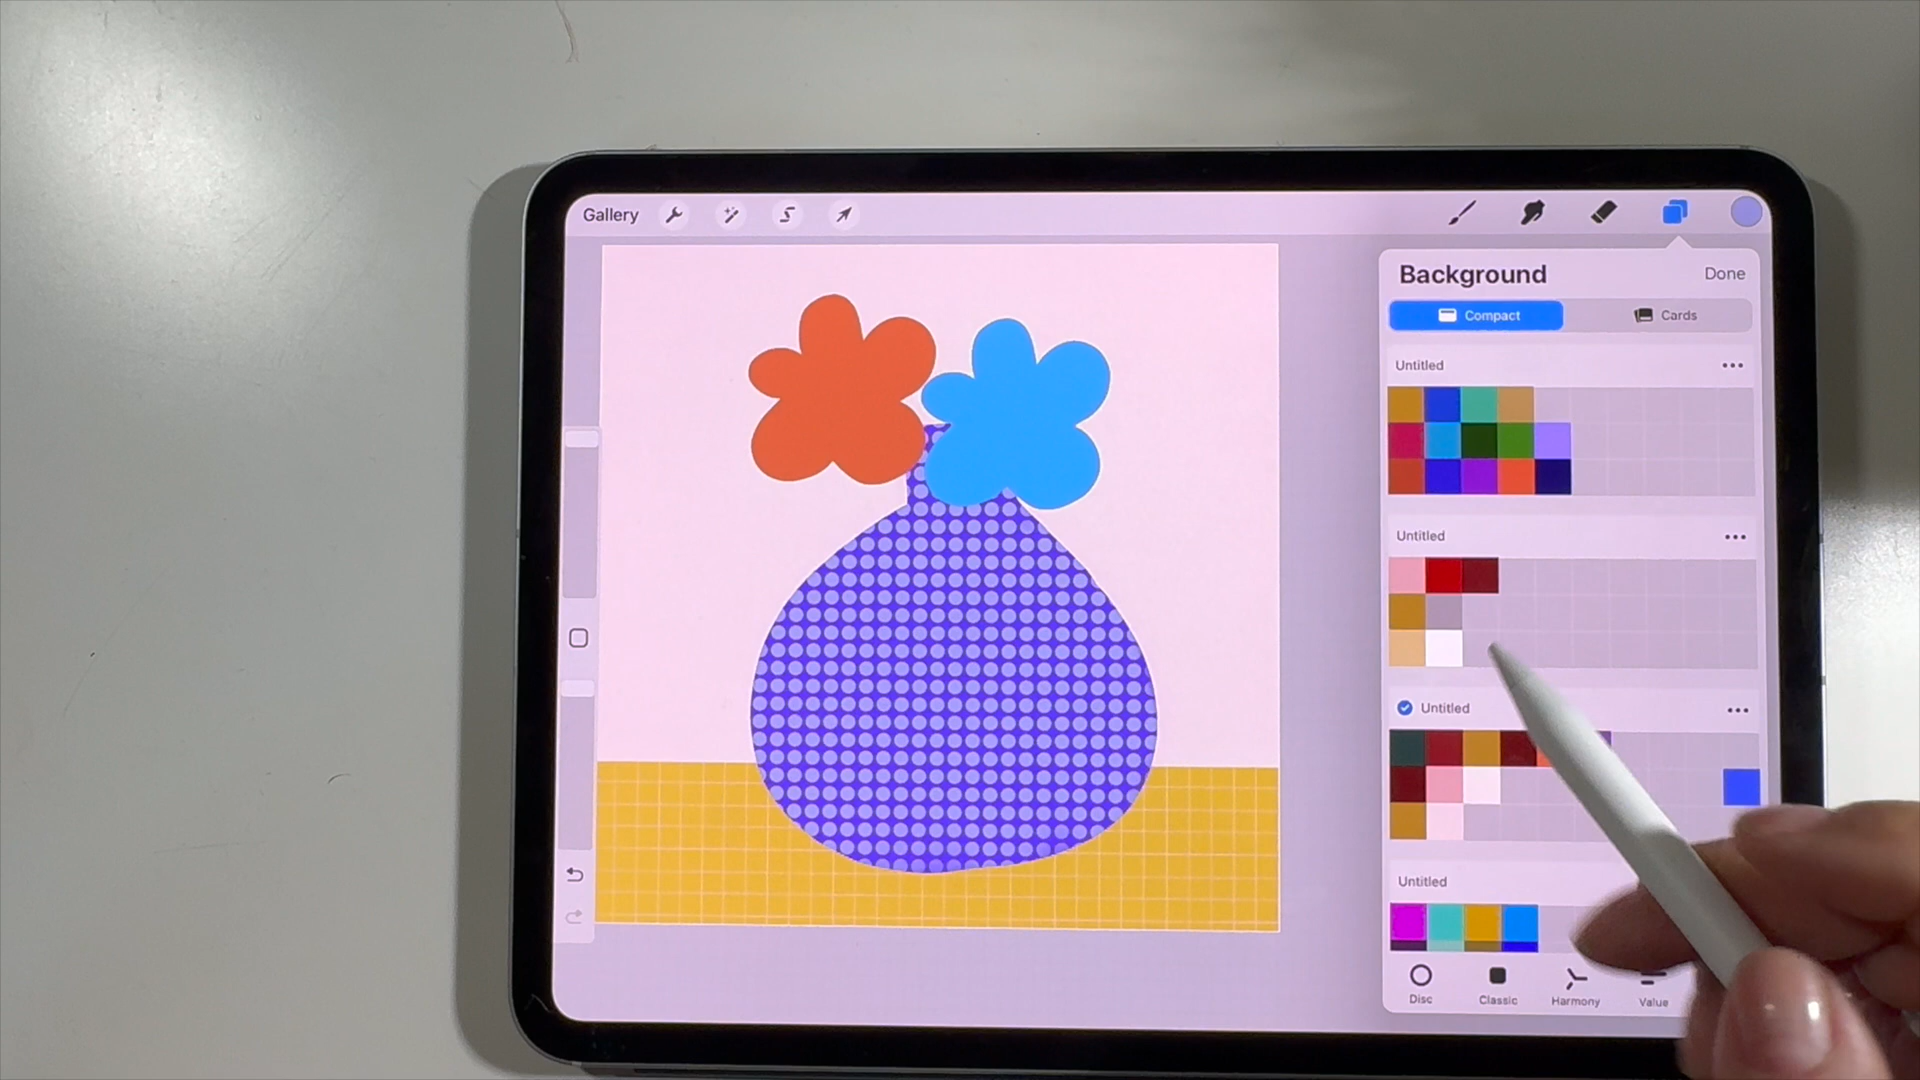 Gallery
Background
Done
Compact
Cards
Untitled
Untitled
Untitled
Untitled
Disc
Classic
Harmony
Value